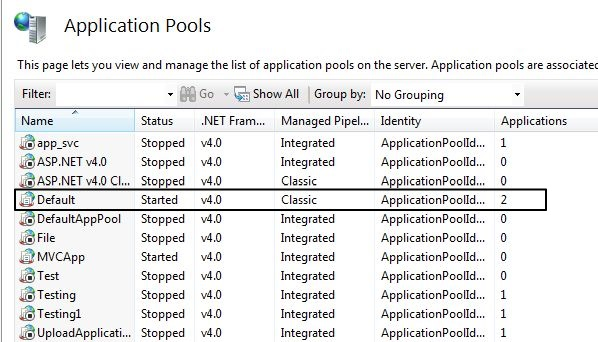 Application Pools
This page lets you view and manage the list of application pools on the server. Application pools are associated
Filter: Go Show All Group by: No Grouping
Name Status .NET Fram... Managed Pipel... Identity Applications
app_svc Stopped v4.0 Integrated ApplicationPoolId... 1
ASP.NET v4.0 Stopped v4.0 Integrated ApplicationPoolId... 0
ASP.NET v4.0 Cl... Stopped v4.0 Classic ApplicationPoolId... 0
Default Started v4.0 Classic ApplicationPoolId... 2
DefaultAppPool Stopped v4.0 Integrated ApplicationPoolId... 0
File Stopped v4.0 Integrated ApplicationPoolId... 0
MVCApp Started v4.0 Integrated ApplicationPoolId... 0
Test Stopped v4.0 Integrated ApplicationPoolId... 0
Testing Stopped v4.0 Integrated ApplicationPoolId... 1
Testing1 Stopped v4.0 Integrated ApplicationPoolId... 1
UploadApplicati... Stopped v4.0 Integrated ApplicationPoolId... 1